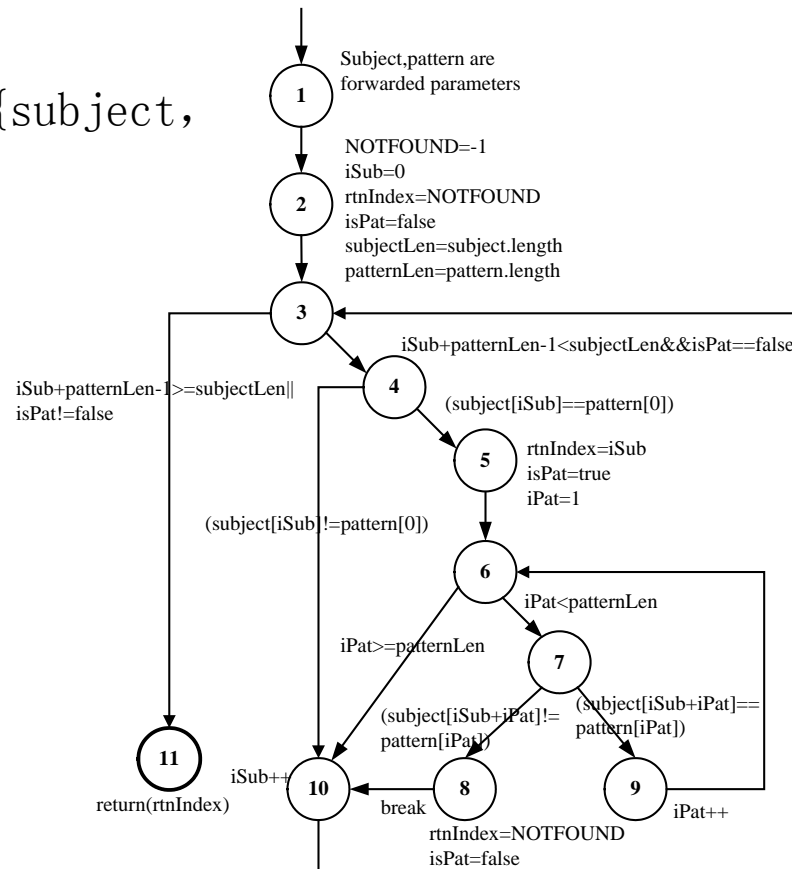 {subject,
Subject,pattern are
forwarded parameters
1
NOTFOUND=-1
iSub=0
rtnIndex=NOTFOUND
isPat=false
subjectLen=subject.length
patternLen=pattern.length
2
3
iSub+patternLen-1<subjectLen&&isPat==false
iSub+patternLen-1>=subjectLen||
isPat!=false
4
(subject[iSub]==pattern[0])
5
rtnIndex=iSub
isPat=true
iPat=1
(subject[iSub]!=pattern[0])
6
iPat<patternLen
iPat>=patternLen
7
(subject[iSub+iPat]!=
pattern[iPat])
(subject[iSub+iPat]==
pattern[iPat])
11
return(rtnIndex)
iSub++
10
break
8
rtnIndex=NOTFOUND
isPat=false
9
iPat++